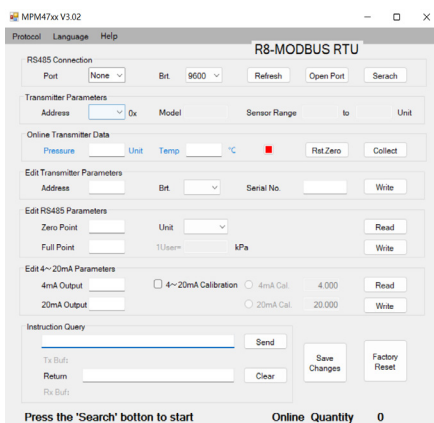 MPM47xx V3.02
Protocol Language Help
R8-MODBUS RTU
RS485 Connection
Port None Brt. 9600 Refresh Open Port Serach
Transmitter Parameters
Address 0x Model Sensor Range to Unit
Online Transmitter Data
Pressure Unit Temp °C Rst.Zero Collect
Edit Transmitter Parameters
Address Brt. Serial No. Write
Edit RS485 Parameters
Zero Point Unit Read
Full Point 1User= kPa Write
Edit 4~20mA Parameters
4mA Output 4~20mA Calibration 4mA Cal. 4.000 Read
20mA Output 20mA Cal. 20.000 Write
Instruction Query
Send
Tx Buf:
Save Changes
Factory Reset
Return Clear
Rx Buf:
Press the 'Search' botton to start Online Quantity 0